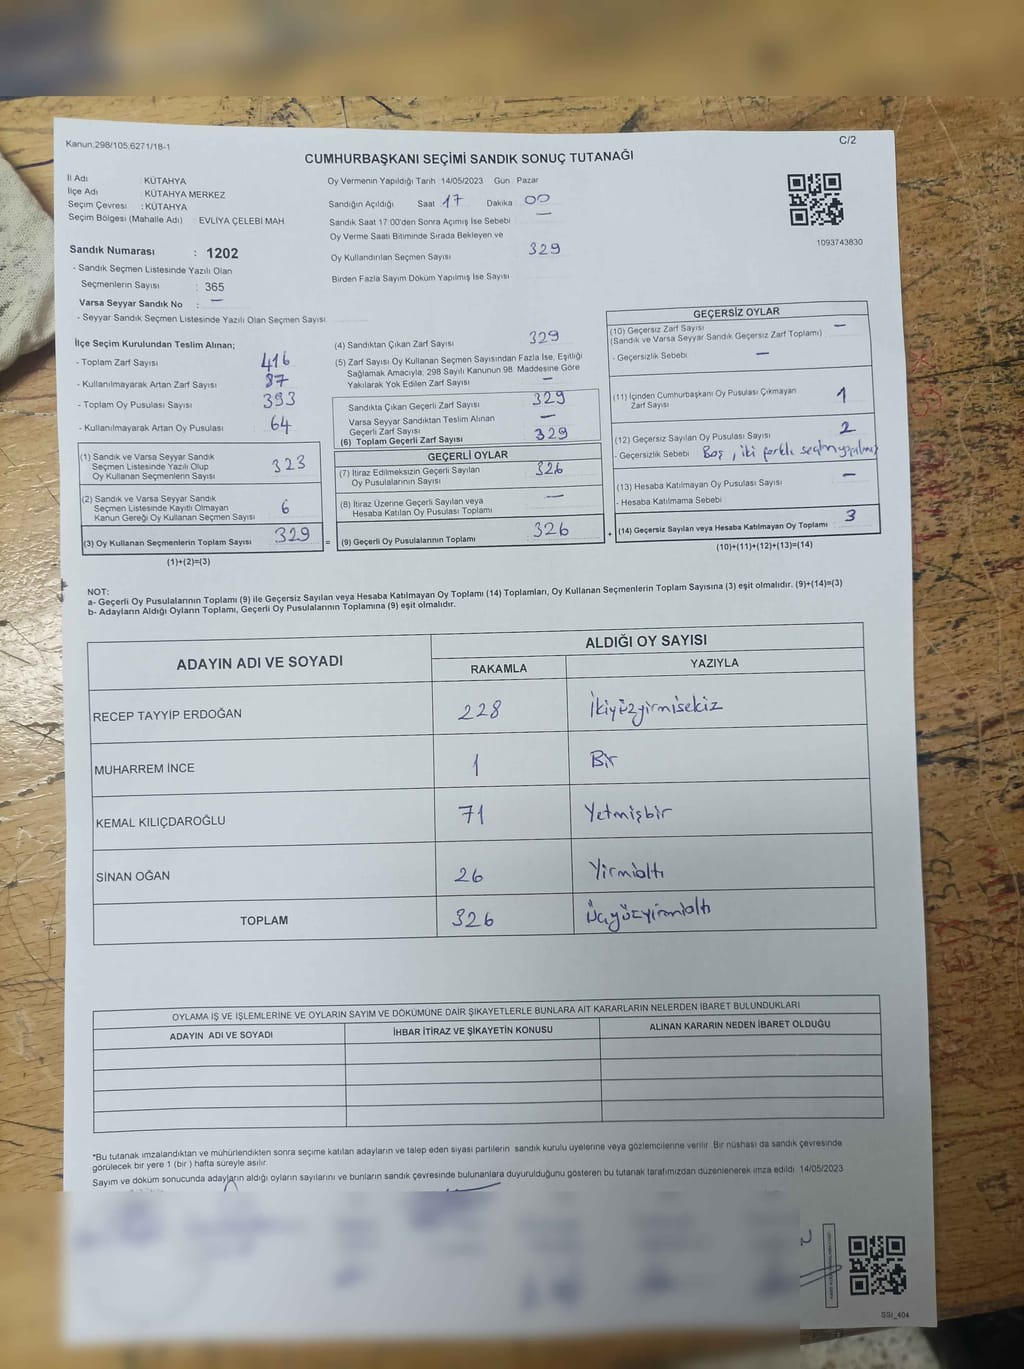 Kanun:298/105.6271/18-1
C/2
CUMHURBAŞKANI SEÇİMİ SANDIK SONUÇ TUTANAĞI
İl Adı : KÜTAHYA
İlçe Adı : KÜTAHYA MERKEZ
Seçim Çevresi : KÜTAHYA
Seçim Bölgesi (Mahalle Adı) : EVLİYA ÇELEBİ MAH
Sandık Numarası : 1202
- Sandık Seçmen Listesinde Yazılı Olan
Seçmenlerin Sayısı : 365
Varsa Seyyar Sandık No : —
- Seyyar Sandık Seçmen Listesinde Yazılı Olan Seçmen Sayısı
Oy Vermenin Yapıldığı Tarih : 14/05/2023 Gün : Pazar
Sandığın Açıldığı Saat 17 Dakika 00
Sandık Saat 17:00'den Sonra Açımış İse Sebebi —
Oy Verme Saati Bitiminde Sırada Bekleyen ve
Oy Kullandırılan Seçmen Sayısı 329
Birden Fazla Sayım Döküm Yapılmış İse Sayısı
1093743830
İlçe Seçim Kurulundan Teslim Alınan;
- Toplam Zarf Sayısı 416
- Kullanılmayarak Artan Zarf Sayısı 87
- Toplam Oy Pusulası Sayısı 393
- Kullanılmayarak Artan Oy Pusulası 64
(1) Sandık ve Varsa Seyyar Sandık
Seçmen Listesinde Yazılı Olup
Oy Kullanan Seçmenlerin Sayısı 323
(2) Sandık ve Varsa Seyyar Sandık
Seçmen Listesinde Kayıtlı Olmayan
Kanun Gereği Oy Kullanan Seçmen Sayısı 6
(3) Oy Kullanan Seçmenlerin Toplam Sayısı 329 =
(1)+(2)=(3)
(4) Sandıktan Çıkan Zarf Sayısı 329
(5) Zarf Sayısı Oy Kullanan Seçmen Sayısından Fazla İse, Eşitliği
Sağlamak Amacıyla, 298 Sayılı Kanunun 98. Maddesine Göre
Yakılarak Yok Edilen Zarf Sayısı —
Sandıkta Çıkan Geçerli Zarf Sayısı 329
Varsa Seyyar Sandıktan Teslim Alınan
Geçerli Zarf Sayısı —
(6) Toplam Geçerli Zarf Sayısı 329
GEÇERLİ OYLAR
(7) İtiraz Edilmeksizin Geçerli Sayılan
Oy Pusulalarının Sayısı 326
(8) İtiraz Üzerine Geçerli Sayılan veya
Hesaba Katılan Oy Pusulası Toplamı —
(9) Geçerli Oy Pusulalarının Toplamı 326 +
GEÇERSİZ OYLAR
(10) Geçersiz Zarf Sayısı —
(Sandık ve Varsa Seyyar Sandık Geçersiz Zarf Toplamı)
- Geçersizlik Sebebi —
(11) İçinden Cumhurbaşkanı Oy Pusulası Çıkmayan
Zarf Sayısı 1
(12) Geçersiz Sayılan Oy Pusulası Sayısı 2
- Geçersizlik Sebebi Boş, iki farklı seçim yapılmış
(13) Hesaba Katılmayan Oy Pusulası Sayısı —
- Hesaba Katılmama Sebebi
(14) Geçersiz Sayılan veya Hesaba Katılmayan Oy Toplamı 3
(10)+(11)+(12)+(13)=(14)
NOT:
a- Geçerli Oy Pusulalarının Toplamı (9) ile Geçersiz Sayılan veya Hesaba Katılmayan Oy Toplamı (14) Toplamları, Oy Kullanan Seçmenlerin Toplam Sayısına (3) eşit olmalıdır. (9)+(14)=(3)
b- Adayların Aldığı Oyların Toplamı, Geçerli Oy Pusulalarının Toplamına (9) eşit olmalıdır.
ADAYIN ADI VE SOYADI ALDIĞI OY SAYISI
RAKAMLA YAZIYLA
RECEP TAYYİP ERDOĞAN 228 İkiyüzyirmisekiz
MUHARREM İNCE 1 Bir
KEMAL KILIÇDAROĞLU 71 Yetmişbir
SİNAN OĞAN 26 Yirmialtı
TOPLAM 326 Üçyüzyirmialtı
OYLAMA İŞ VE İŞLEMLERİNE VE OYLARIN SAYIM VE DÖKÜMÜNE DAİR ŞİKAYETLERLE BUNLARA AİT KARARLARIN NELERDEN İBARET BULUNDUKLARI
ADAYIN ADI VE SOYADI İHBAR İTİRAZ VE ŞİKAYETİN KONUSU ALINAN KARARIN NEDEN İBARET OLDUĞU
*Bu tutanak imzalandıktan ve mühürlendikten sonra seçime katılan adayların ve talep eden siyasi partilerin sandık kurulu üyelerine veya gözlemcilerine verilir. Bir nüshası da sandık çevresinde
görülecek bir yere 1 (bir ) hafta süreyle asılır.
Sayım ve döküm sonucunda adayların aldığı oyların sayılarını ve bunların sandık çevresinde bulunanlara duyurulduğunu gösteren bu tutanak tarafımızdan düzenlenerek imza edildi. 14/05/2023
SSI_404